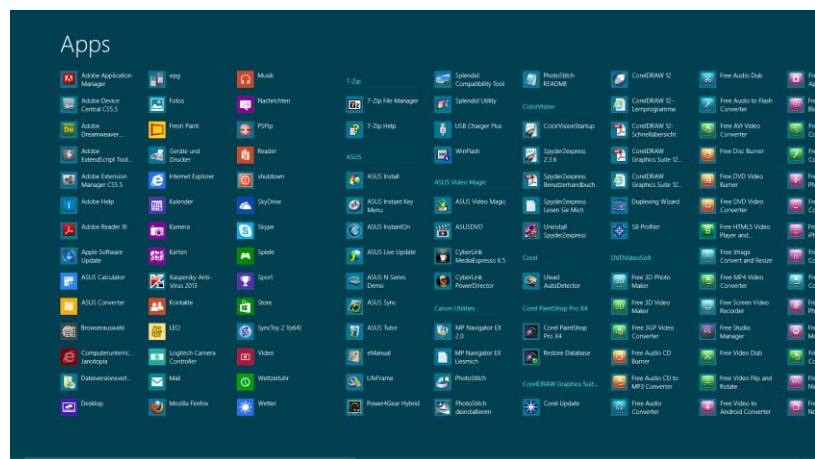 Apps
Adobe Application
Manager
Adobe Device
Central CS5.5
Adobe
Dreamweaver...
Adobe
ExtendScript Tool...
Adobe Extension
Manager CS5.5
Adobe Help
Adobe Reader XI
Apple Software
Update
ASUS Calculator
ASUS Converter
Browserauswahl
Computerunterric...
Janotopia
Dateiversionsverl...
Desktop
epg
Fotos
Fresh Paint
Geräte und
Drucker
Internet Explorer
Kalender
Kamera
Karten
Kaspersky Anti-
Virus 2013
Kontakte
LEO
Logitech Camera
Controller
Mail
Mozilla Firefox
Musik
Nachrichten
PSFtp
Reader
shutdown
SkyDrive
Skype
Spiele
Sport
Store
SyncToy 2.1(x64)
Video
Weltzeituhr
Wetter
7-Zip
7-Zip File Manager
7-Zip Help
ASUS
ASUS Install
ASUS Instant Key
Menu
ASUS InstantOn
ASUS Live Update
ASUS N Series
Demo
ASUS Sync
ASUS Tutor
eManual
LifeFrame
Power4Gear Hybrid
Splendid
Compatibility Tool
Splendid Utility
USB Charger Plus
WinFlash
ASUS Video Magic
ASUS Video Magic
ASUSDVD
CyberLink
MediaEspresso 6.5
CyberLink
PowerDirector
Canon Utilities
MP Navigator EX
2.0
MP Navigator EX
Liesmich
PhotoStitch
PhotoStitch
deinstallieren
PhotoStitch
README
ColorVision
ColorVisionStartup
Spyder2express
2.3.6
Spyder2express
Benutzerhandbuch
Spyder2express
Lesen Sie Mich
Uninstall
Spyder2express
Corel
Ulead
AutoDetector
Corel PaintShop Pro X4
Corel PaintShop
Pro X4
Restore Database
CorelDRAW Graphics Suit...
Corel Update
CorelDRAW 12
CorelDRAW 12-
Lernprogramme
CorelDRAW 12-
Schnellübersicht
CorelDRAW
Graphics Suite 12...
CorelDRAW
Graphics Suite 12...
Duplexing Wizard
SB Profiler
DVDVideoSoft
Free 3D Photo
Maker
Free 3D Video
Maker
Free 3GP Video
Converter
Free Audio CD
Burner
Free Audio CD to
MP3 Converter
Free Audio
Converter
Free Audio Dub
Free Audio to Flash
Converter
Free AVI Video
Converter
Free Disc Burner
Free DVD Video
Burner
Free DVD Video
Converter
Free HTML5 Video
Player and...
Free Image
Convert and Resize
Free MP4 Video
Converter
Free Screen Video
Recorder
Free Studio
Manager
Free Video Dub
Free Video Flip and
Rotate
Free Video to
Android Converter